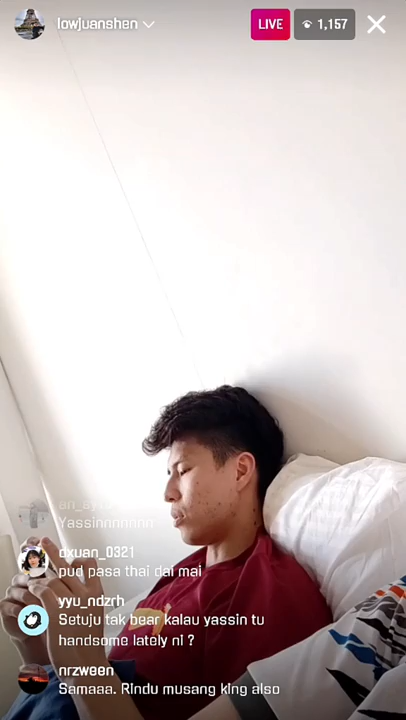 lowjuanshen
LIVE
1,157
Yassinnnnnnn
dxuan_0321
pud pasa thai dai mai
yyu_ndzrh
Setuju tak bear kalau yassin tu
handsome lately ni ?
nrzween
Samaaa. Rindu musang king also